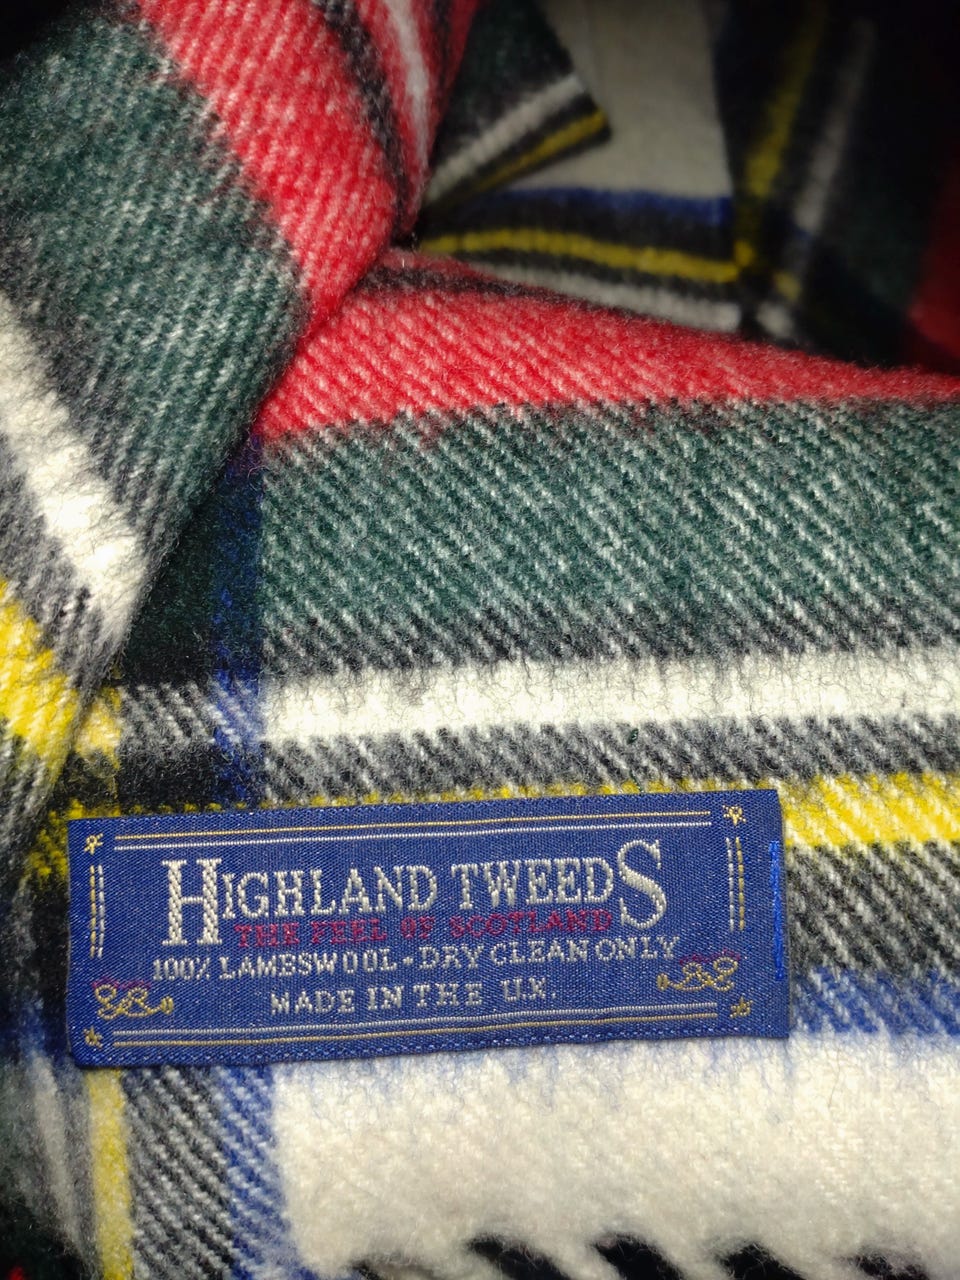 HIGHLAND TWEEDS
THE FEEL OF SCOTLAND
100% LAMBSWOOL • DRY CLEAN ONLY
MADE IN THE U.K.